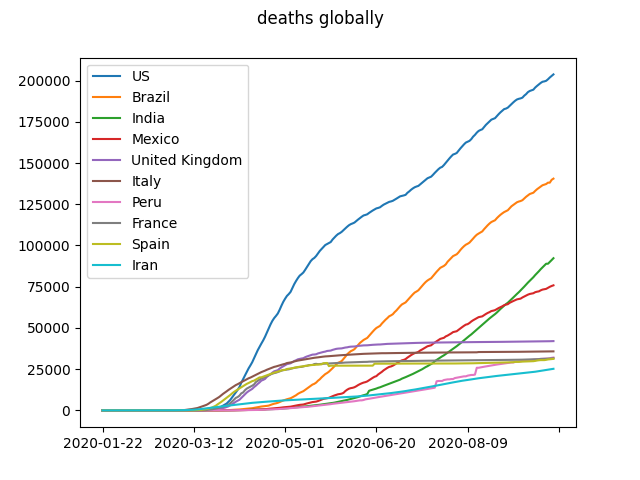 deaths globally
200000
175000
150000
125000
100000
75000
50000
25000
0
US
Brazil
India
Mexico
United Kingdom
Italy
Peru
France
Spain
Iran
2020-01-22 2020-03-12 2020-05-01 2020-06-20 2020-08-09